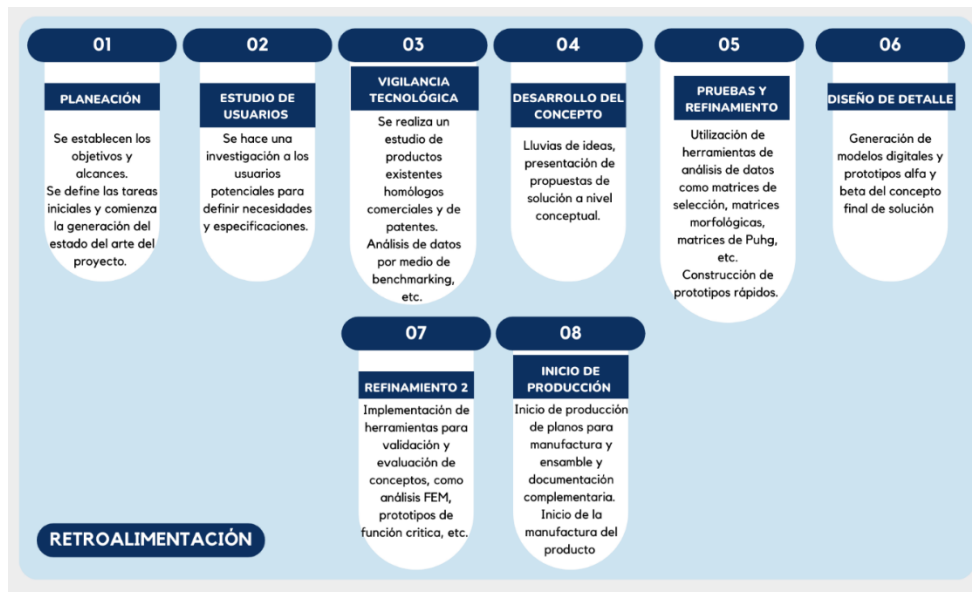 01
PLANEACIÓN
Se establecen los
objetivos y
alcances.
Se define las tareas
iniciales y comienza
la generación del
estado del arte del
proyecto.
02
ESTUDIO DE
USUARIOS
Se hace una
investigación a los
usuarios
potenciales para
definir necesidades
y especificaciones.
03
VIGILANCIA
TECNOLÓGICA
Se realiza un
estudio de
productos
existentes
homólogos
comerciales y de
patentes.
Análisis de datos
por medio de
benchmarking,
etc.
04
DESARROLLO DEL
CONCEPTO
Lluvias de ideas,
presentación de
propuestas de
solución a nivel
conceptual.
05
PRUEBAS Y
REFINAMIENTO
Utilización de
herramientas de
análisis de datos
como matrices de
selección, matrices
morfológicas,
matrices de Puhg,
etc.
Construcción de
prototipos rápidos.
06
DISEÑO DE DETALLE
Generación de
modelos digitales y
prototipos alfa y
beta del concepto
final de solución
07
REFINAMIENTO 2
Implementación de
herramientas para
validación y
evaluación de
conceptos, como
análisis FEM,
prototipos de
función critica, etc.
08
INICIO DE
PRODUCCIÓN
Inicio de producción
de planos para
manufactura y
ensamble y
documentación
complementaria.
Inicio de la
manufactura del
producto
RETROALIMENTACIÓN